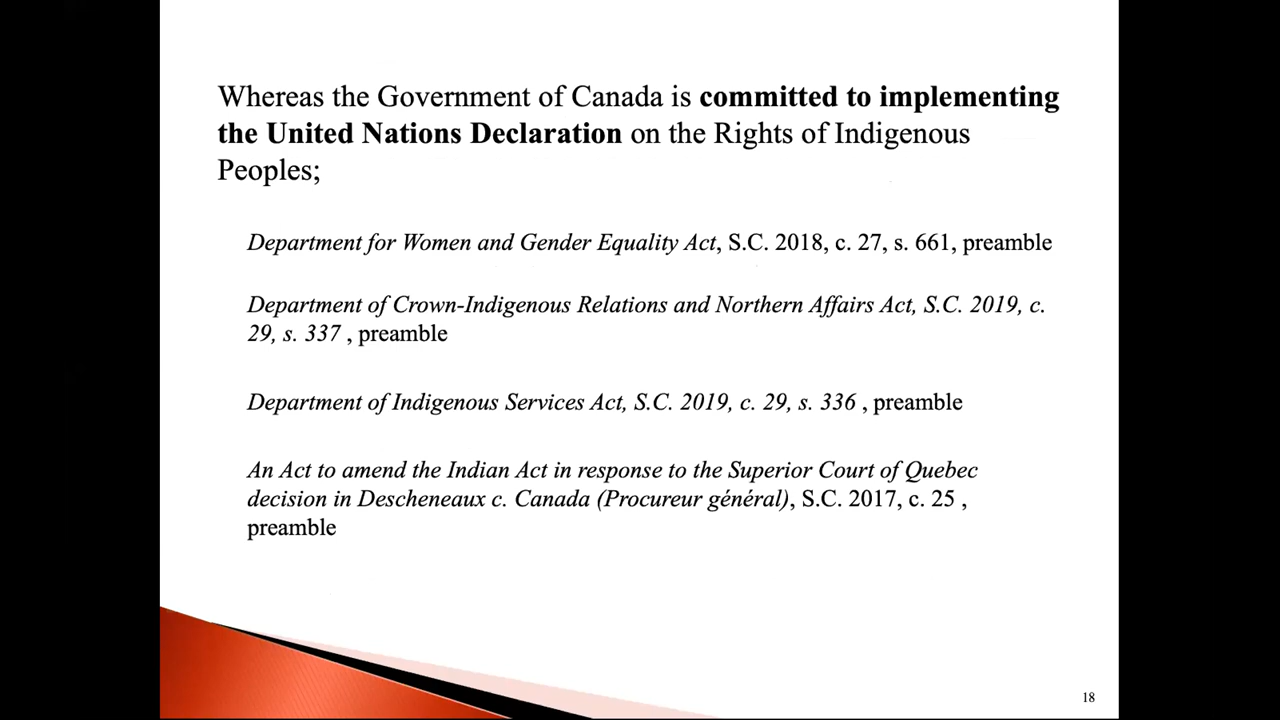 Whereas the Government of Canada is committed to implementing
the United Nations Declaration on the Rights of Indigenous
Peoples;
Department for Women and Gender Equality Act, S.C. 2018, c. 27, s. 661, preamble
Department of Crown-Indigenous Relations and Northern Affairs Act, S.C. 2019, c.
29, s. 337 , preamble
Department of Indigenous Services Act, S.C. 2019, c. 29, s. 336 , preamble
An Act to amend the Indian Act in response to the Superior Court of Quebec
decision in Descheneaux c. Canada (Procureur général), S.C. 2017, c. 25 ,
preamble
18